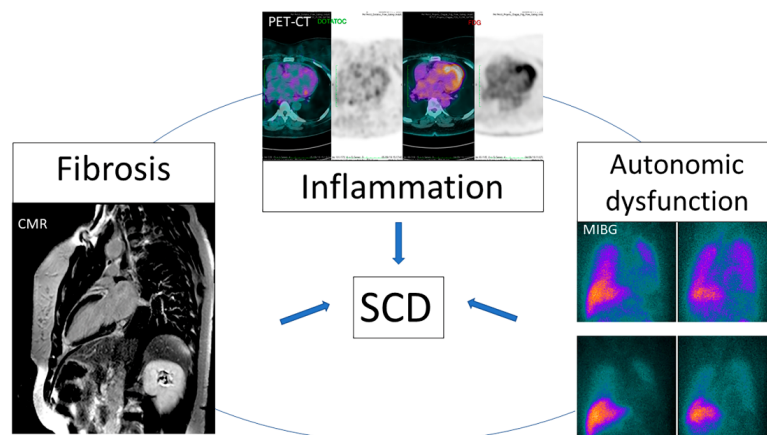 PET-CT
DOTATOC
FDG
Fibrosis
CMR
Inflammation
Autonomic
dysfunction
MIBG
SCD